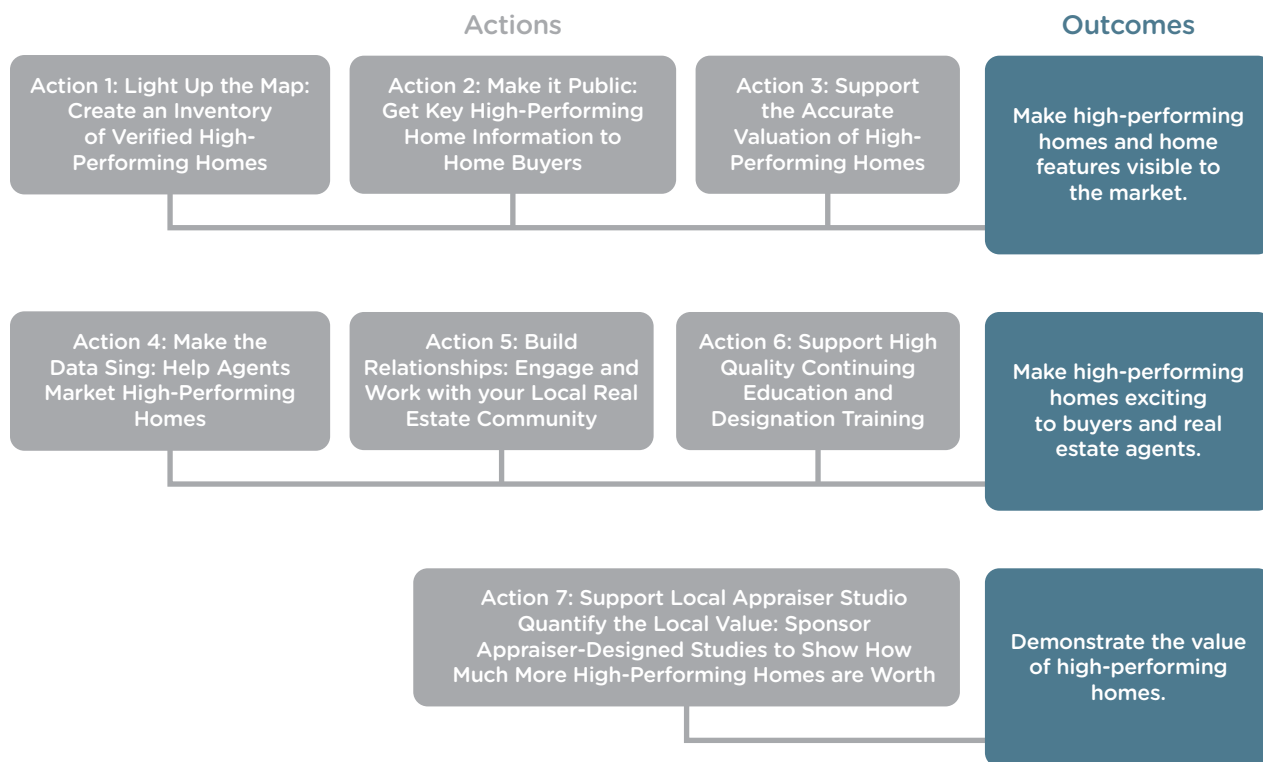 Actions
Outcomes
Action 1: Light Up the Map:
Create an Inventory
of Verified High-
Performing Homes
Action 2: Make it Public:
Get Key High-Performing
Home Information to
Home Buyers
Action 3: Support
the Accurate
Valuation of High-
Performing Homes
Make high-performing
homes and home
features visible to
the market.
Action 4: Make the
Data Sing: Help Agents
Market High-Performing
Homes
Action 5: Build
Relationships: Engage and
Work with your Local Real
Estate Community
Action 6: Support High
Quality Continuing
Education and
Designation Training
Make high-performing
homes exciting
to buyers and real
estate agents.
Action 7: Support Local Appraiser Studio
Quantify the Local Value: Sponsor
Appraiser-Designed Studies to Show How
Much More High-Performing Homes are Worth
Demonstrate the value
of high-performing
homes.